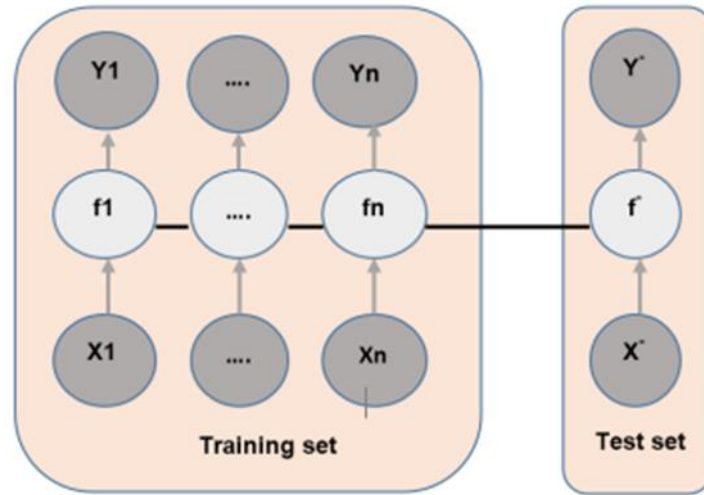 Y1 .... Yn Y*
f1 .... fn f*
X1 .... Xn X*
Training set Test set